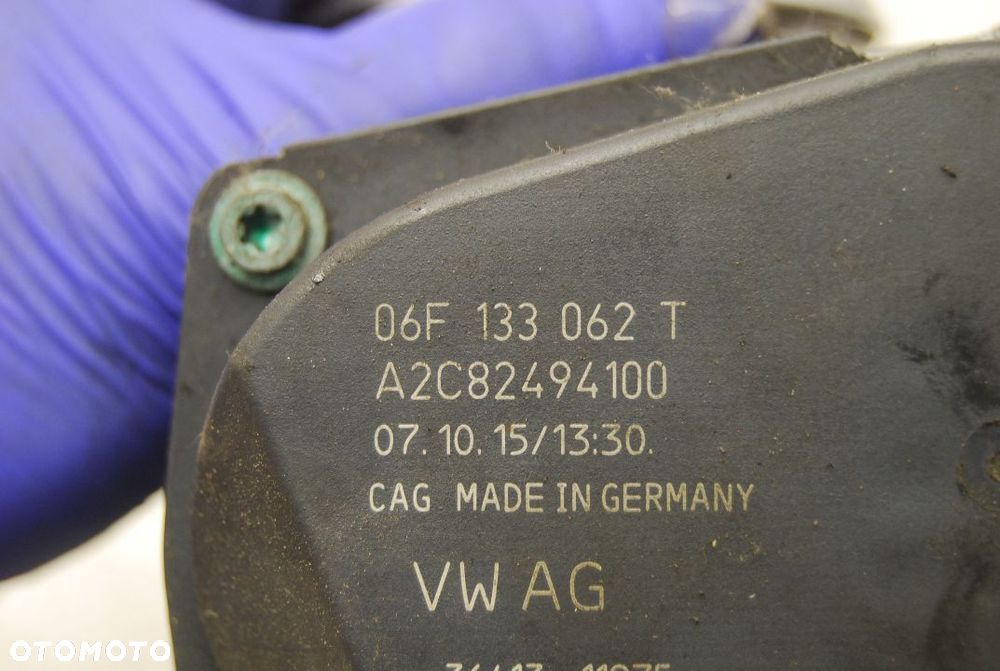 06F 133 062 T
A2C82494100
07.10.15/13:30.
CAG MADE IN GERMANY
VW AG
OTOMOTO